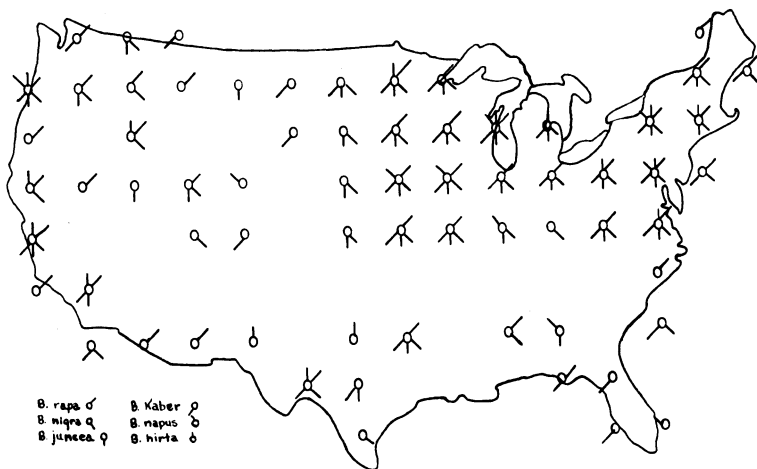 B. rapa
B. nigra
B. juncea
B. Kaber
B. napus
B. hirta